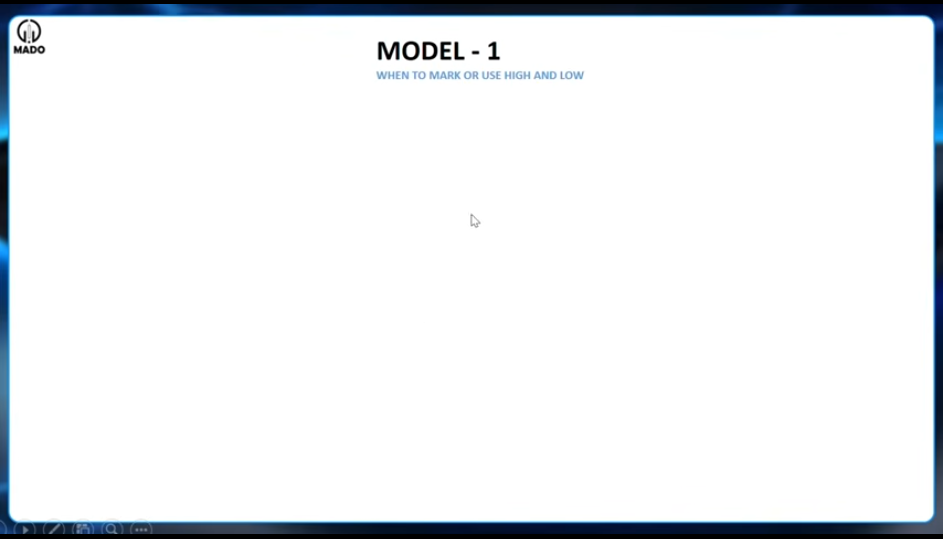 MADO
MODEL - 1
WHEN TO MARK OR USE HIGH AND LOW